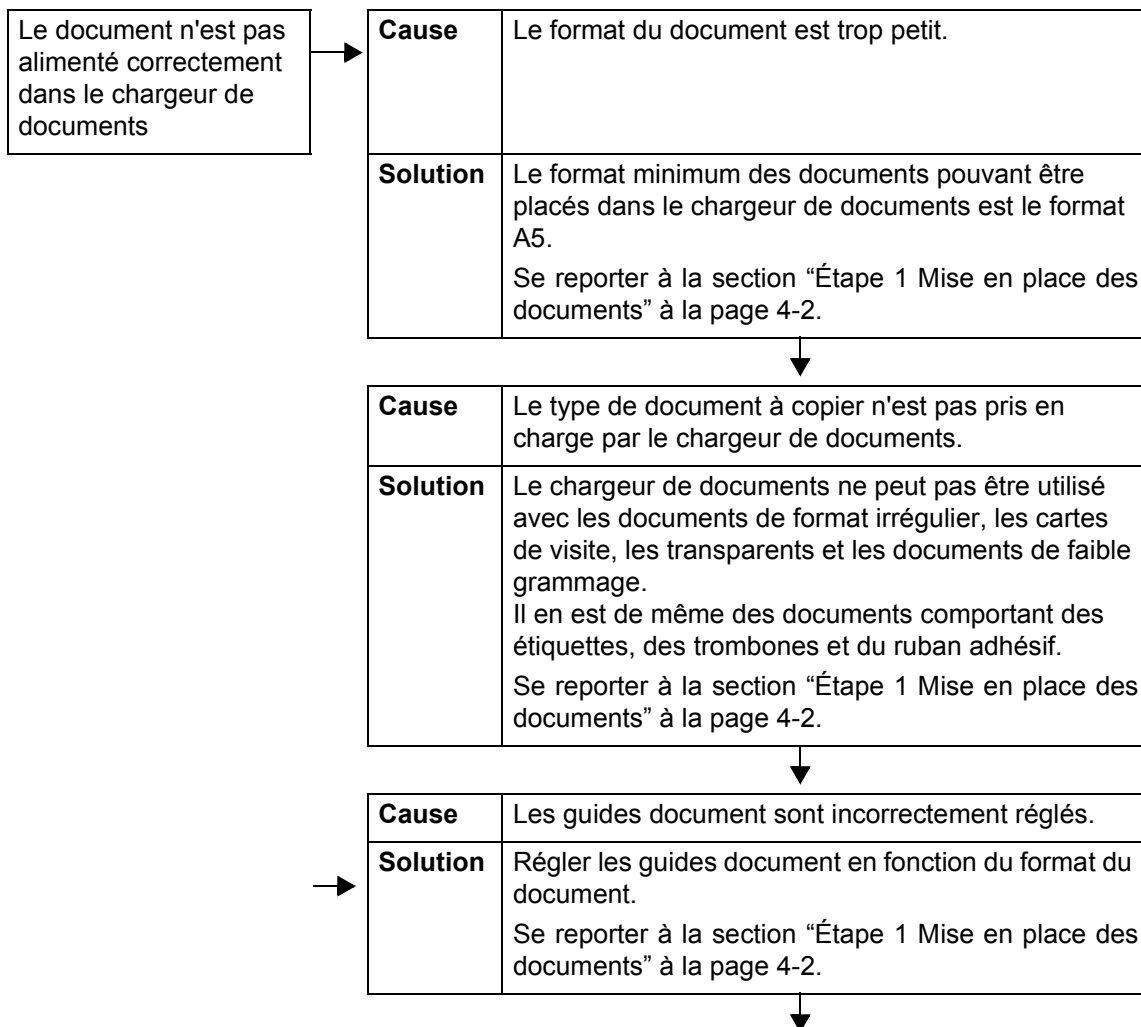 Le document n'est pas
alimenté correctement
dans le chargeur de
documents
Cause
Le format du document est trop petit.
Solution
Le format minimum des documents pouvant être
placés dans le chargeur de documents est le format
A5.
Se reporter à la section “Étape 1 Mise en place des
documents” à la page 4-2.
Cause
Le type de document à copier n'est pas pris en
charge par le chargeur de documents.
Solution
Le chargeur de documents ne peut pas être utilisé
avec les documents de format irrégulier, les cartes
de visite, les transparents et les documents de faible
grammage.
Il en est de même des documents comportant des
étiquettes, des trombones et du ruban adhésif.
Se reporter à la section “Étape 1 Mise en place des
documents” à la page 4-2.
Cause
Les guides document sont incorrectement réglés.
Solution
Régler les guides document en fonction du format du
document.
Se reporter à la section “Étape 1 Mise en place des
documents” à la page 4-2.